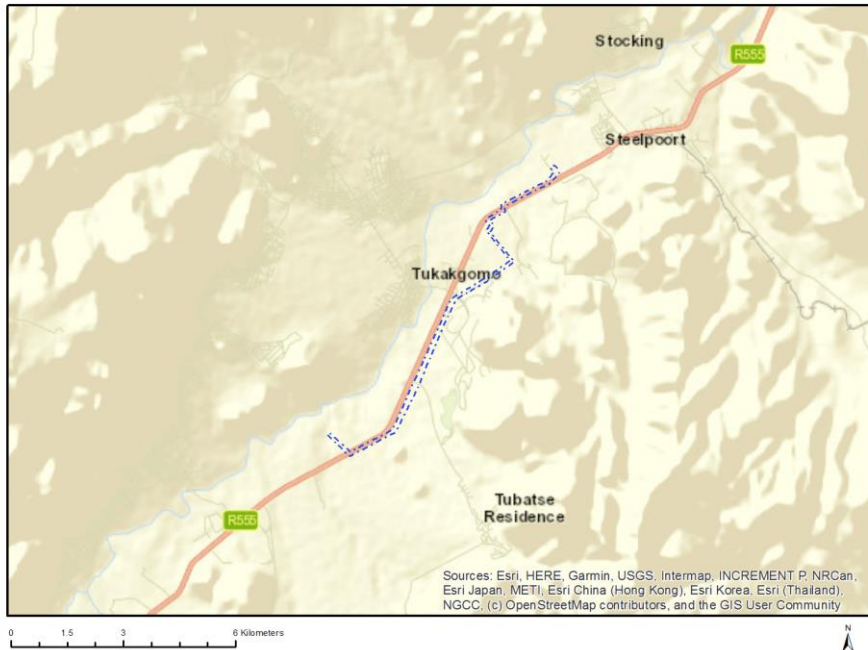 Stocking
R555
Steelpoort
Tukakgomo
Tubatse
Residence
R555
Sources: Esri, HERE, Garmin, USGS, Intermap, INCREMENT P, NRCan,
Esri Japan, METI, Esri China (Hong Kong), Esri Korea, Esri (Thailand),
NGCC, (c) OpenStreetMap contributors, and the GIS User Community
0 1.5 3 6 Kilometers
N